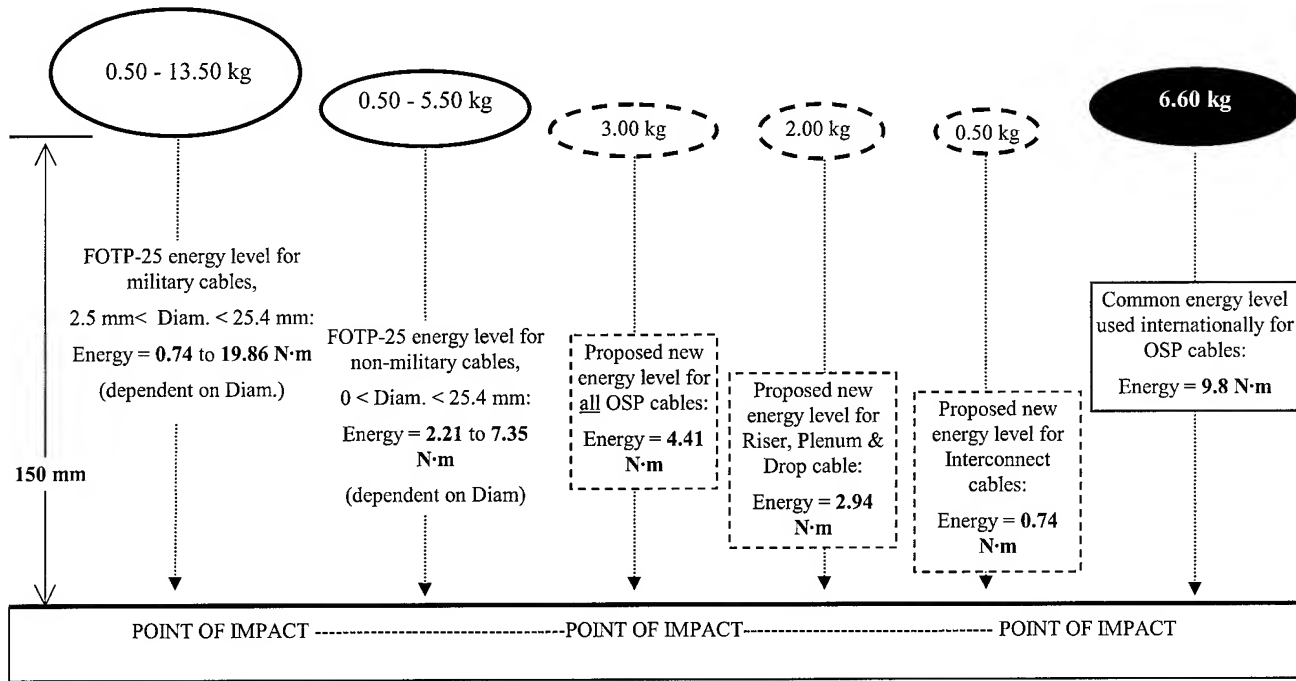 0.50 - 13.50 kg
0.50 - 5.50 kg
3.00 kg
2.00 kg
0.50 kg
6.60 kg
150 mm
FOTP-25 energy level for
military cables,
2.5 mm< Diam. < 25.4 mm:
Energy = 0.74 to 19.86 N·m
(dependent on Diam.)
FOTP-25 energy level for
non-military cables,
0 < Diam. < 25.4 mm:
Energy = 2.21 to 7.35
N·m
(dependent on Diam)
Proposed new
energy level for
all OSP cables:
Energy = 4.41
N·m
Proposed new
energy level for
Riser, Plenum &
Drop cable:
Energy = 2.94
N·m
Proposed new
energy level for
Interconnect
cables:
Energy = 0.74
N·m
Common energy level
used internationally for
OSP cables:
Energy = 9.8 N·m
POINT OF IMPACT ---------------------------------POINT OF IMPACT--------------------------------- POINT OF IMPACT